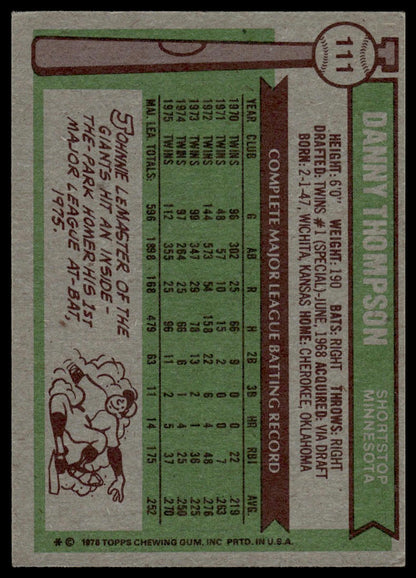 111
DANNY THOMPSON
SHORTSTOP
MINNESOTA
HEIGHT: 6'0" WEIGHT: 190 BATS: RIGHT THROWS: RIGHT
DRAFTED: TWINS #1 (SPECIAL)-JUNE, 1968 ACQUIRED: VIA DRAFT
BORN: 2-1-47, WICHITA, KANSAS HOME: CHEROKEE, OKLAHOMA
COMPLETE MAJOR LEAGUE BATTING RECORD
YEAR CLUB G AB R H 2B 3B HR RBI AVG.
1970 TWINS 96 302 25 66 9 0 0 22 .219
1971 TWINS 48 57 10 15 2 0 0 7 .263
1972 TWINS 144 573 54 158 22 6 4 48 .276
1973 TWINS 99 347 29 78 13 2 1 36 .225
1974 TWINS 97 264 25 66 6 1 4 25 .250
1975 TWINS 112 355 25 96 11 2 5 37 .270
MAJ. LEA. TOTALS: 596 1898 168 479 63 11 14 175 .252
JOHNNIE LEMASTER OF THE
GIANTS HIT AN INSIDE-
THE-PARK HOMER HIS 1ST
MAJOR LEAGUE AT-BAT,
1975.
* © 1976 TOPPS CHEWING GUM, INC. PRTD. IN U.S.A.